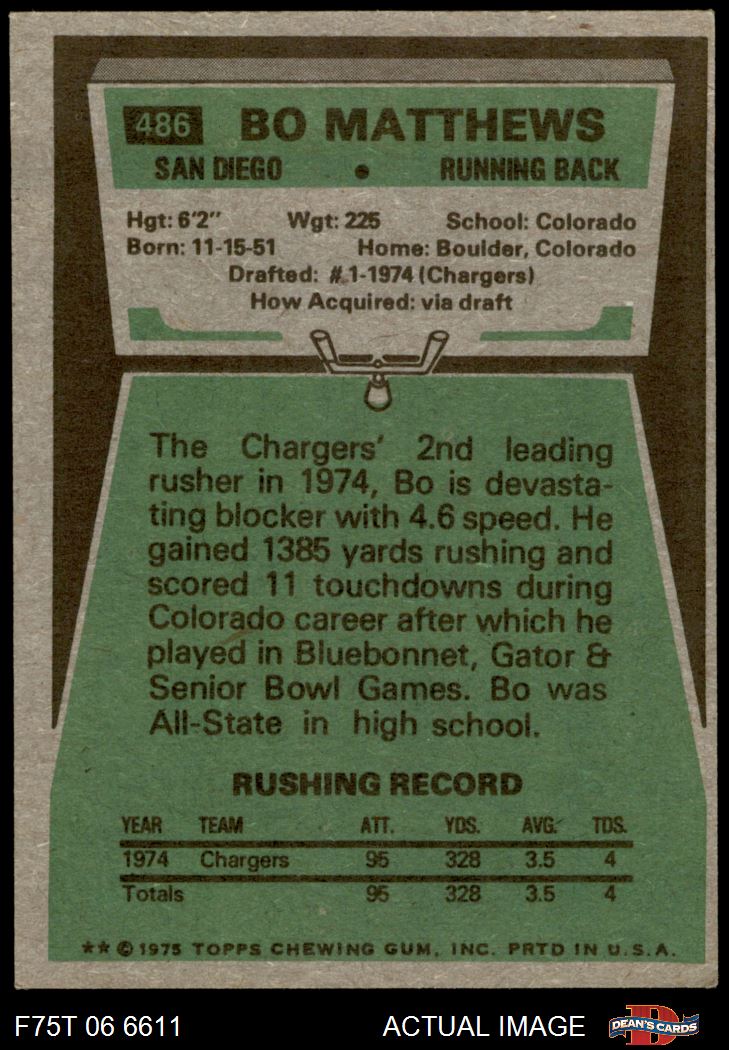 486 BO MATTHEWS
SAN DIEGO • RUNNING BACK
Hgt: 6'2" Wgt: 225 School: Colorado
Born: 11-15-51 Home: Boulder, Colorado
Drafted: #1-1974 (Chargers)
How Acquired: via draft
The Chargers' 2nd leading
rusher in 1974, Bo is devasta-
ting blocker with 4.6 speed. He
gained 1385 yards rushing and
scored 11 touchdowns during
Colorado career after which he
played in Bluebonnet, Gator &
Senior Bowl Games. Bo was
All-State in high school.
RUSHING RECORD
YEAR TEAM ATT. YDS. AVG. TDS.
1974 Chargers 95 328 3.5 4
Totals 95 328 3.5 4
** © 1975 TOPPS CHEWING GUM, INC. PRTD IN U.S.A.
F75T 06 6611 ACTUAL IMAGE D DEAN'S CARDS